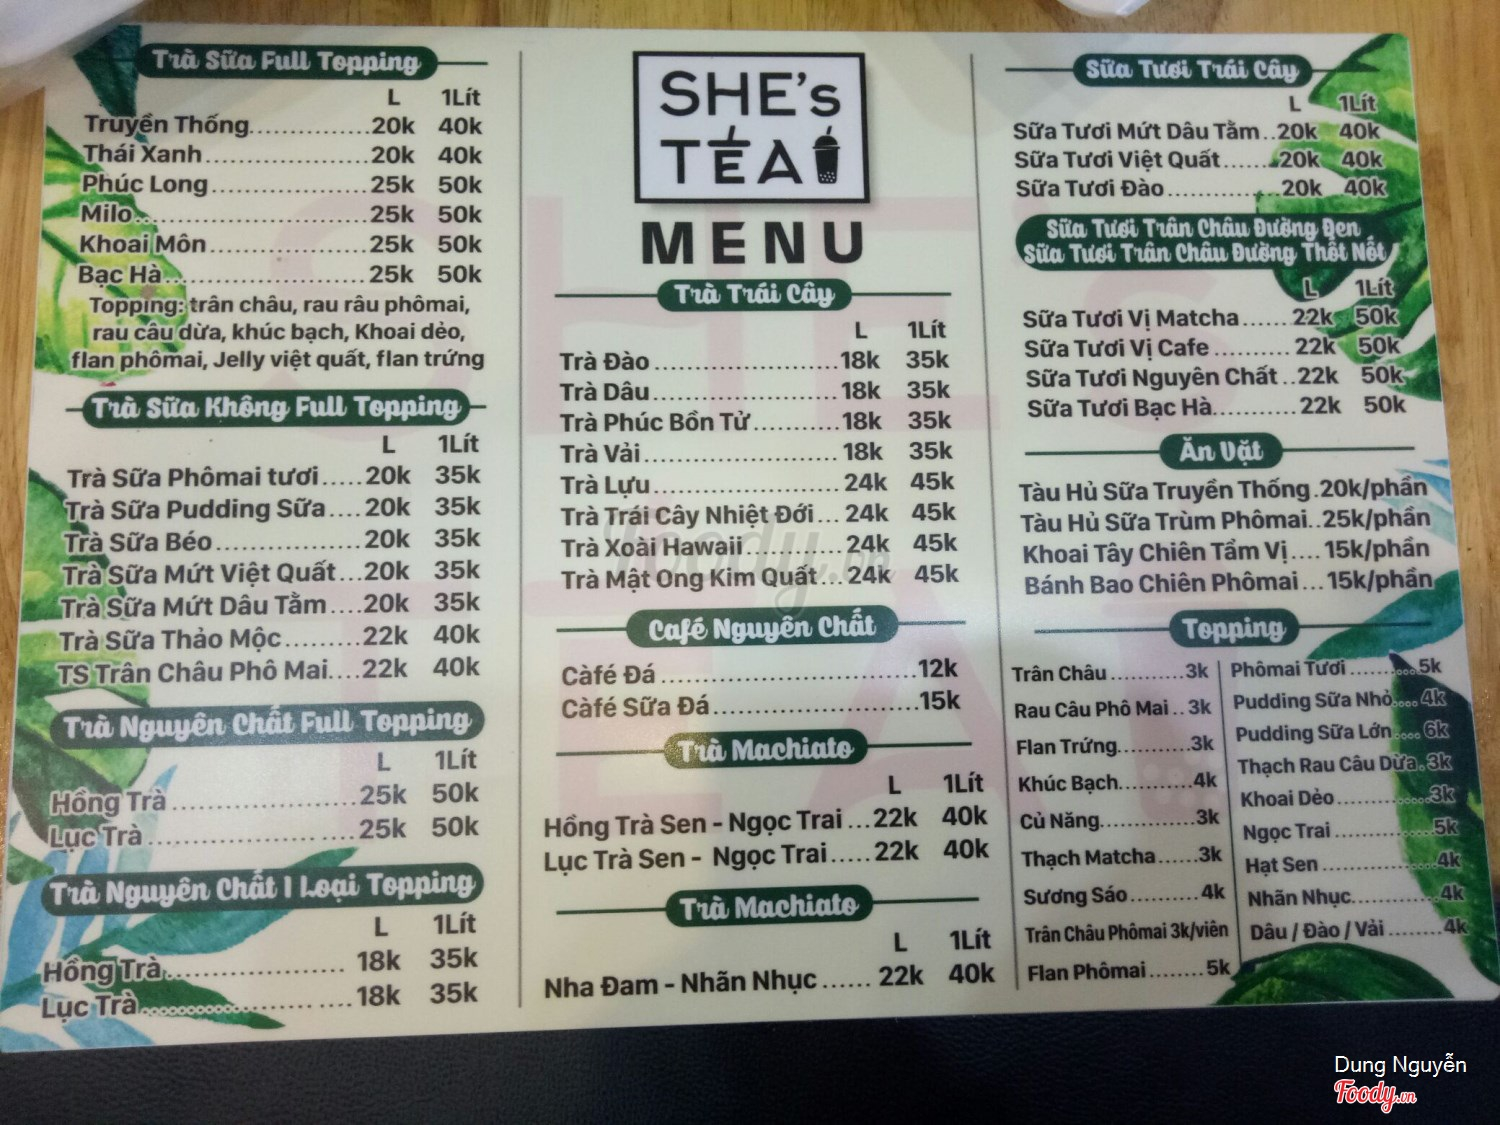 Trà Sữa Full Topping
L 1Lít
Truyền Thống................20k 40k
Thái Xanh.......................20k 40k
Phúc Long......................25k 50k
Milo.................................25k 50k
Khoai Môn......................25k 50k
Bạc Hà............................25k 50k
Topping: trân châu, rau râu phômai,
rau câu dừa, khúc bạch, Khoai dẻo,
flan phômai, Jelly việt quất, flan trứng
Trà Sữa Không Full Topping
L 1Lít
Trà Sữa Phômai tươi.....20k 35k
Trà Sữa Pudding Sữa....20k 35k
Trà Sữa Béo...................20k 35k
Trà Sữa Mứt Việt Quất...20k 35k
Trà Sữa Mứt Dâu Tằm....20k 35k
Trà Sữa Thảo Mộc..........22k 40k
TS Trân Châu Phô Mai....22k 40k
Trà Nguyên Chất Full Topping
L 1Lít
Hồng Trà.......................25k 50k
Lục Trà..........................25k 50k
Trà Nguyên Chất 1 Loại Topping
L 1Lít
Hồng Trà....................... 18k 35k
Lục Trà.......................... 18k 35k
SHE's
TEA
MENU
Trà Trái Cây
L 1Lít
Trà Đào.........................18k 35k
Trà Dâu.........................18k 35k
Trà Phúc Bồn Tử...........18k 35k
Trà Vải...........................18k 35k
Trà Lựu......................... 24k 45k
Trà Trái Cây Nhiệt Đới... 24k 45k
Trà Xoài Hawaii.............24k 45k
Trà Mật Ong Kim Quất...24k 45k
Café Nguyên Chất
Càfé Đá..................................12k
Càfé Sữa Đá...........................15k
Trà Machiato
L 1Lít
Hồng Trà Sen - Ngọc Trai...22k 40k
Lục Trà Sen - Ngọc Trai.....22k 40k
Trà Machiato
L 1Lít
Nha Đam - Nhãn Nhục...... 22k 40k
Sữa Tươi Trái Cây
L 1Lít
Sữa Tươi Mứt Dâu Tằm..20k 40k
Sữa Tươi Việt Quất.......20k 40k
Sữa Tươi Đào...............20k 40k
Sữa Tươi Trân Châu Đường Đen
Sữa Tươi Trân Châu Đường Thốt Nốt
L 1Lít
Sữa Tươi Vị Matcha......22k 50k
Sữa Tươi Vị Cafe..........22k 50k
Sữa Tươi Nguyên Chất..22k 50k
Sữa Tươi Bạc Hà...........22k 50k
Ăn Vặt
Tàu Hủ Sữa Truyền Thống.20k/phần
Tàu Hủ Sữa Trùm Phômai..25k/phần
Khoai Tây Chiên Tẩm Vị....15k/phần
Bánh Bao Chiên Phômai...15k/phần
Topping
Trân Châu...........3k
Rau Câu Phô Mai..3k
Flan Trứng..........3k
Khúc Bạch...........4k
Củ Năng..............3k
Thạch Matcha......3k
Sương Sáo..........4k
Trân Châu Phômai 3k/viên
Flan Phômai........5k
Phômai Tươi...........5k
Pudding Sữa Nhỏ....4k
Pudding Sữa Lớn....6k
Thạch Rau Câu Dừa.3k
Khoai Dẻo..............3k
Ngọc Trai...............5k
Hạt Sen..................4k
Nhãn Nhục.............4k
Dâu / Đào / Vải........4k
Foody.vn
Dung Nguyễn
Foody.vn